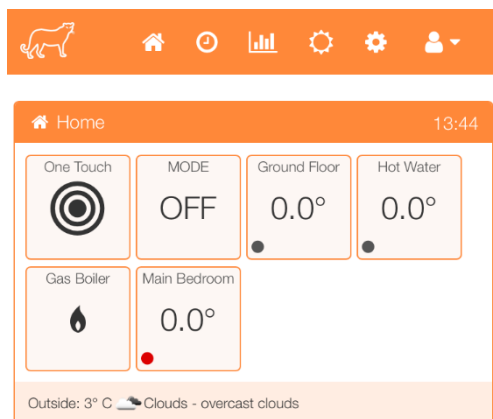 Home 13:44
One Touch MODE Ground Floor Hot Water
OFF 0.0° 0.0°
Gas Boiler Main Bedroom
0.0°
Outside: 3° C Clouds - overcast clouds